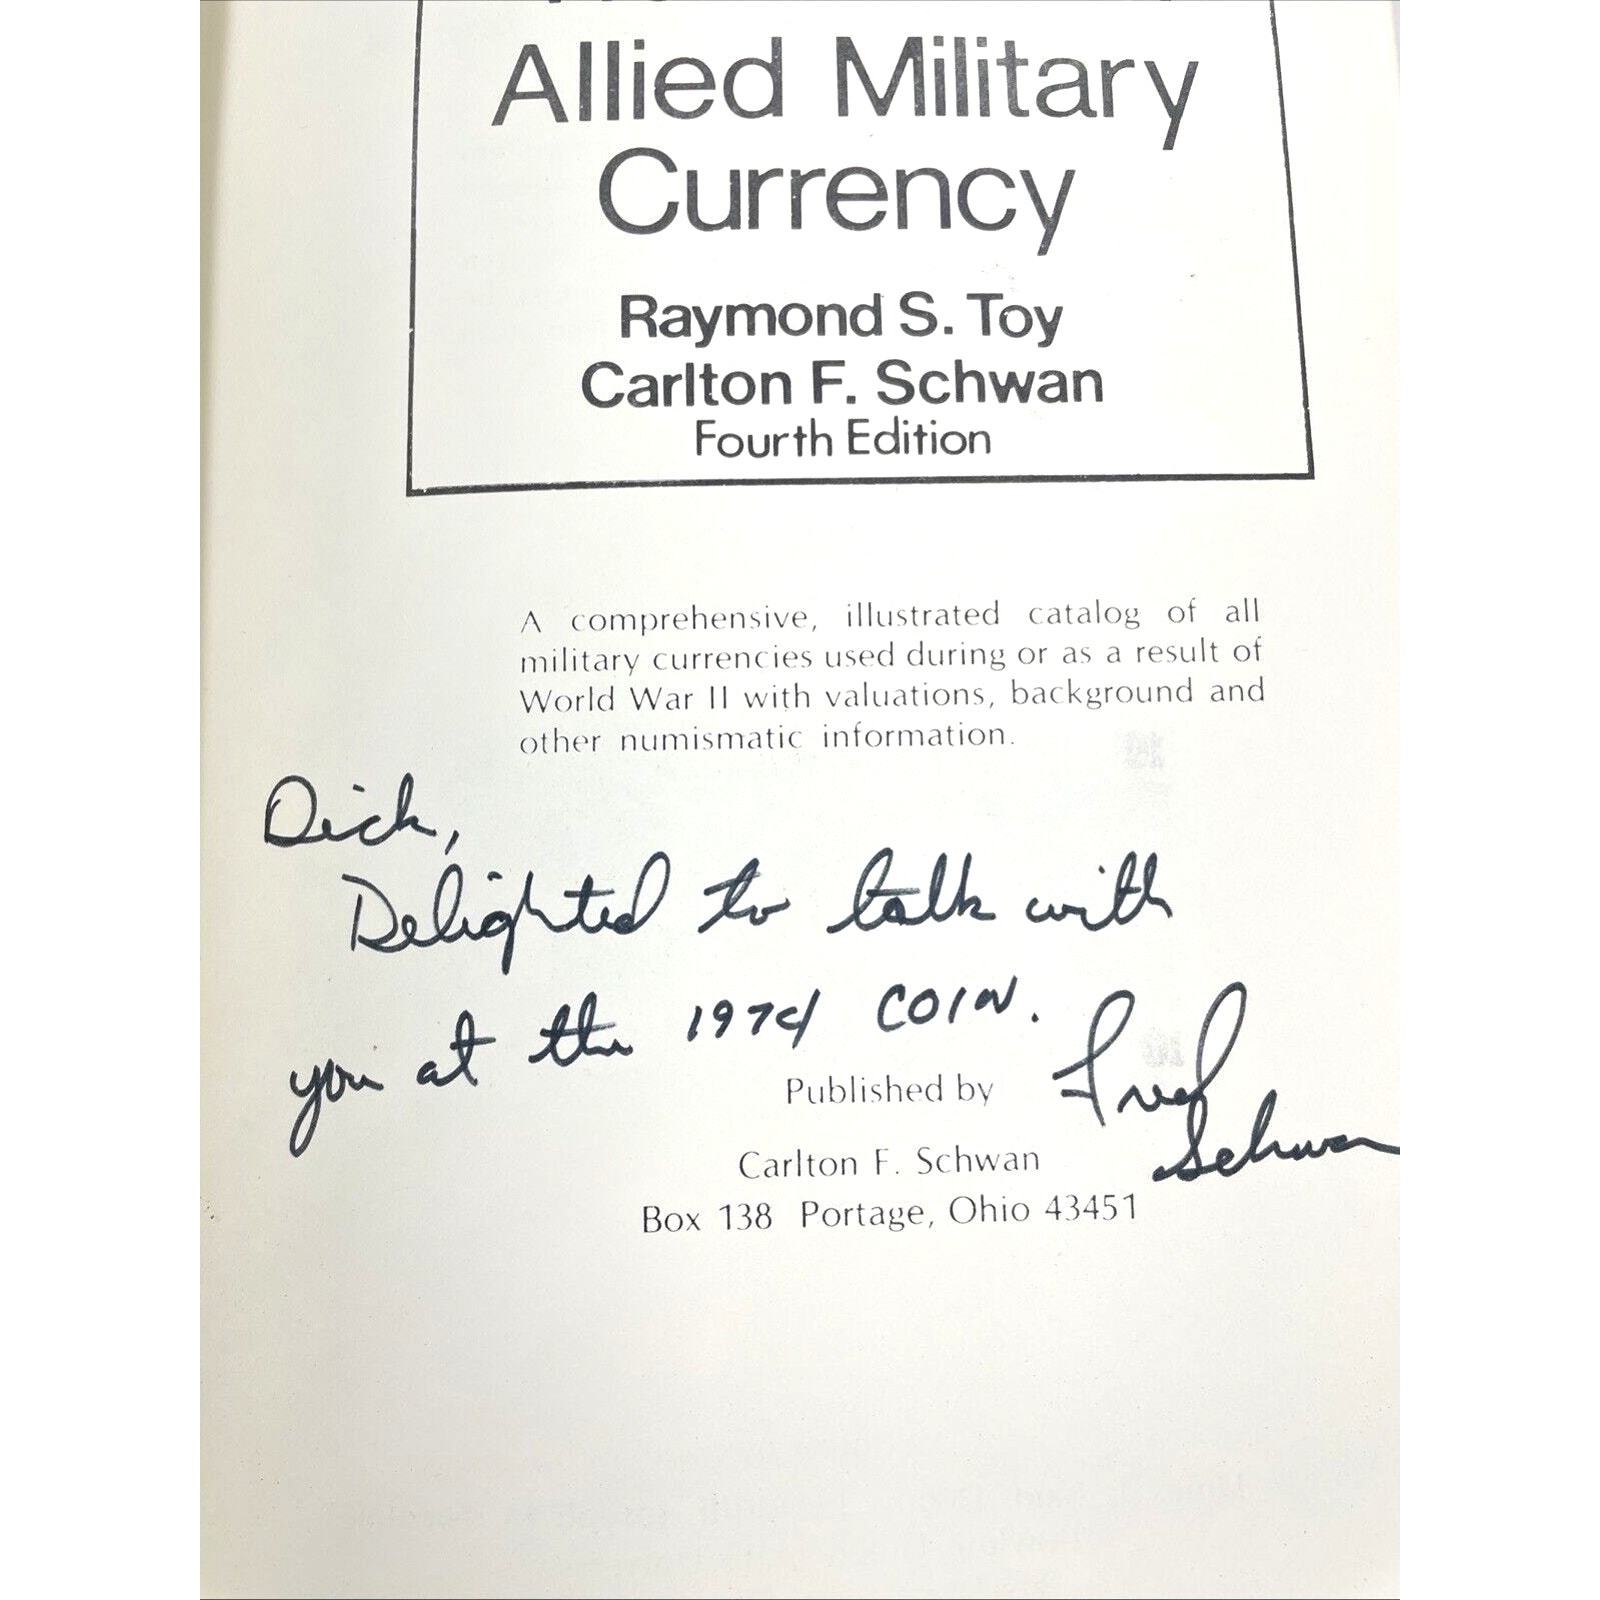 Allied Military
Currency
Raymond S. Toy
Carlton F. Schwan
Fourth Edition
A comprehensive, illustrated catalog of all
military currencies used during or as a result of
World War II with valuations, background and
other numismatic information.
Dick,
Delighted to talk with
you at the 1974 COIN.
Fred
Schwan
Published by
Carlton F. Schwan
Box 138 Portage, Ohio 43451